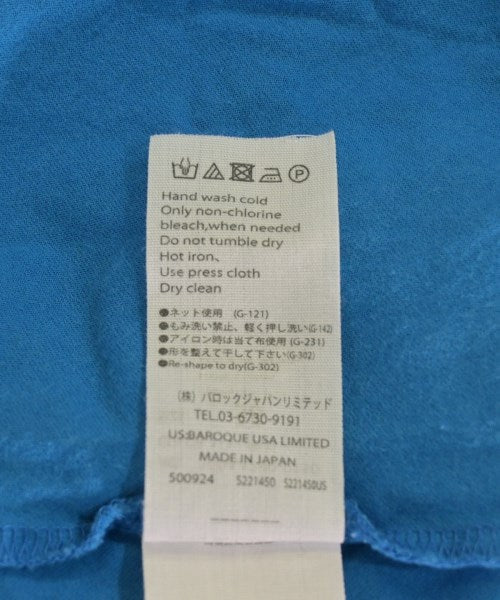 P
Hand wash cold
Only non-chlorine
bleach,when needed
Do not tumble dry
Hot iron、
Use press cloth
Dry clean
●ネット使用 (G-121)
●もみ洗い禁止、軽く押し洗い(G-142)
●アイロン時は当て布使用(G-231)
●形を整えて干して下さい(G-302)
●Re-shape to dry(G-302)
(株) バロックジャパンリミテッド
TEL.03-6730-9191
US:BAROQUE USA LIMITED
MADE IN JAPAN
500924 5221450 5221450US